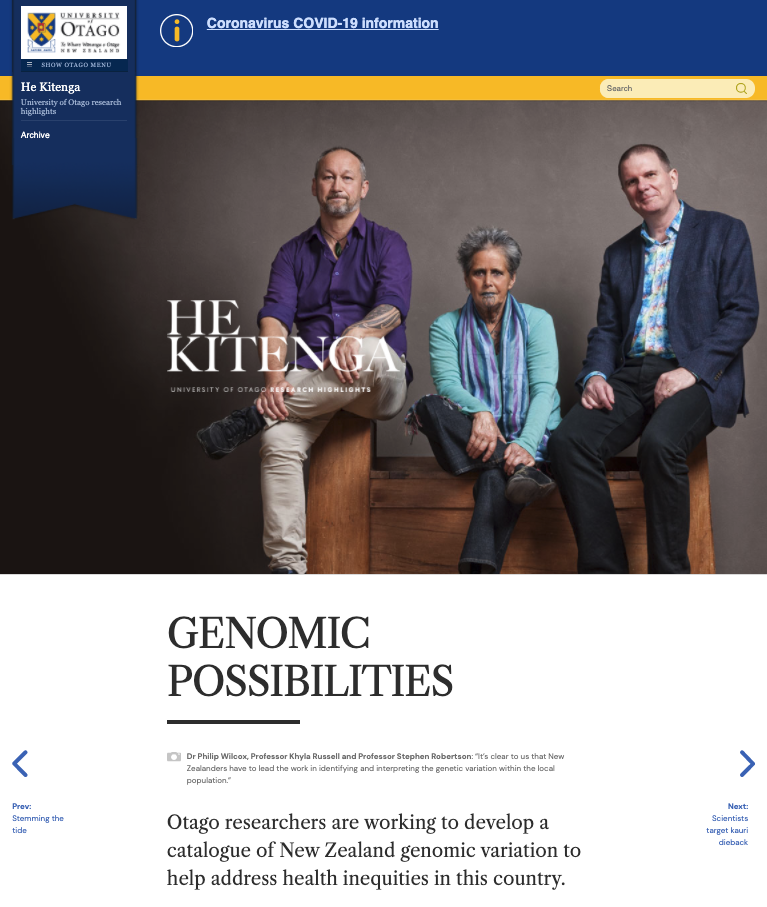 UNIVERSITY
of
OTAGO
Te Whare Wānanga o Otāgo
NEW ZEALAND
Coronavirus COVID-19 information
☰ SHOW OTAGO MENU
He Kitenga
University of Otago research
highlights
Archive
Search
HE
KITENGA
UNIVERSITY OF OTAGO RESEARCH HIGHLIGHTS
GENOMIC
POSSIBILITIES
Dr Philip Wilcox, Professor Khyla Russell and Professor Stephen Robertson: "It's clear to us that New
Zealanders have to lead the work in identifying and interpreting the genetic variation within the local
population."
Prev:
Stemming the
tide
Next:
Scientists
target kauri
dieback
Otago researchers are working to develop a
catalogue of New Zealand genomic variation to
help address health inequities in this country.